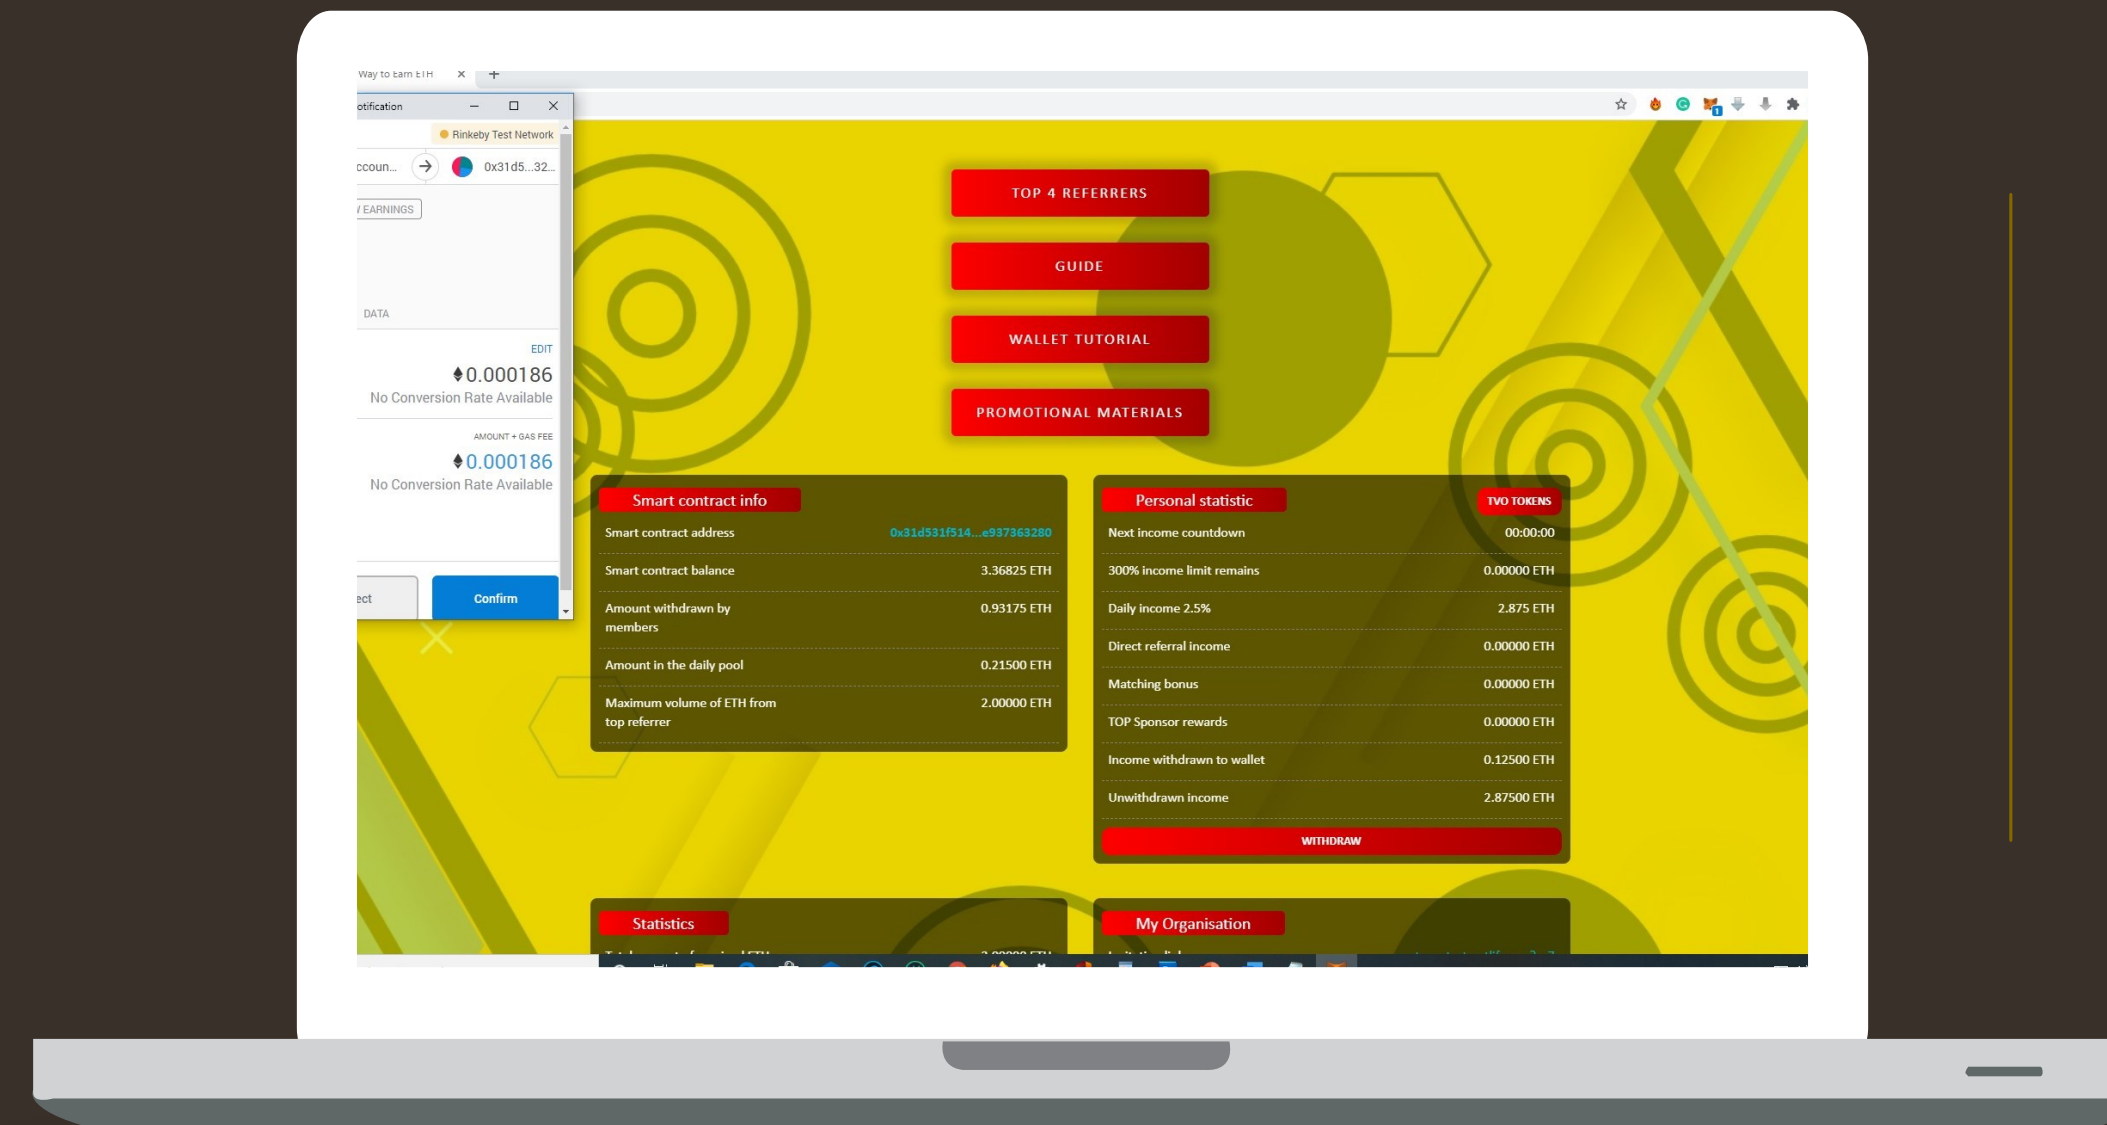 Way to Earn ETH
otification
Rinkeby Test Network
ccoun...
0x31d5...32...
EARNINGS
DATA
EDIT
0.000186
No Conversion Rate Available
AMOUNT + GAS FEE
0.000186
No Conversion Rate Available
ect
Confirm
TOP 4 REFERRERS
GUIDE
WALLET TUTORIAL
PROMOTIONAL MATERIALS
Smart contract info
Smart contract address 0x31d531f514...e937363280
Smart contract balance 3.36825 ETH
Amount withdrawn by 0.93175 ETH
members
Amount in the daily pool 0.21500 ETH
Maximum volume of ETH from 2.00000 ETH
top referrer
Personal statistic
TVO TOKENS
Next income countdown 00:00:00
300% income limit remains 0.00000 ETH
Daily income 2.5% 2.875 ETH
Direct referral income 0.00000 ETH
Matching bonus 0.00000 ETH
TOP Sponsor rewards 0.00000 ETH
Income withdrawn to wallet 0.12500 ETH
Unwithdrawn income 2.87500 ETH
WITHDRAW
Statistics
My Organisation